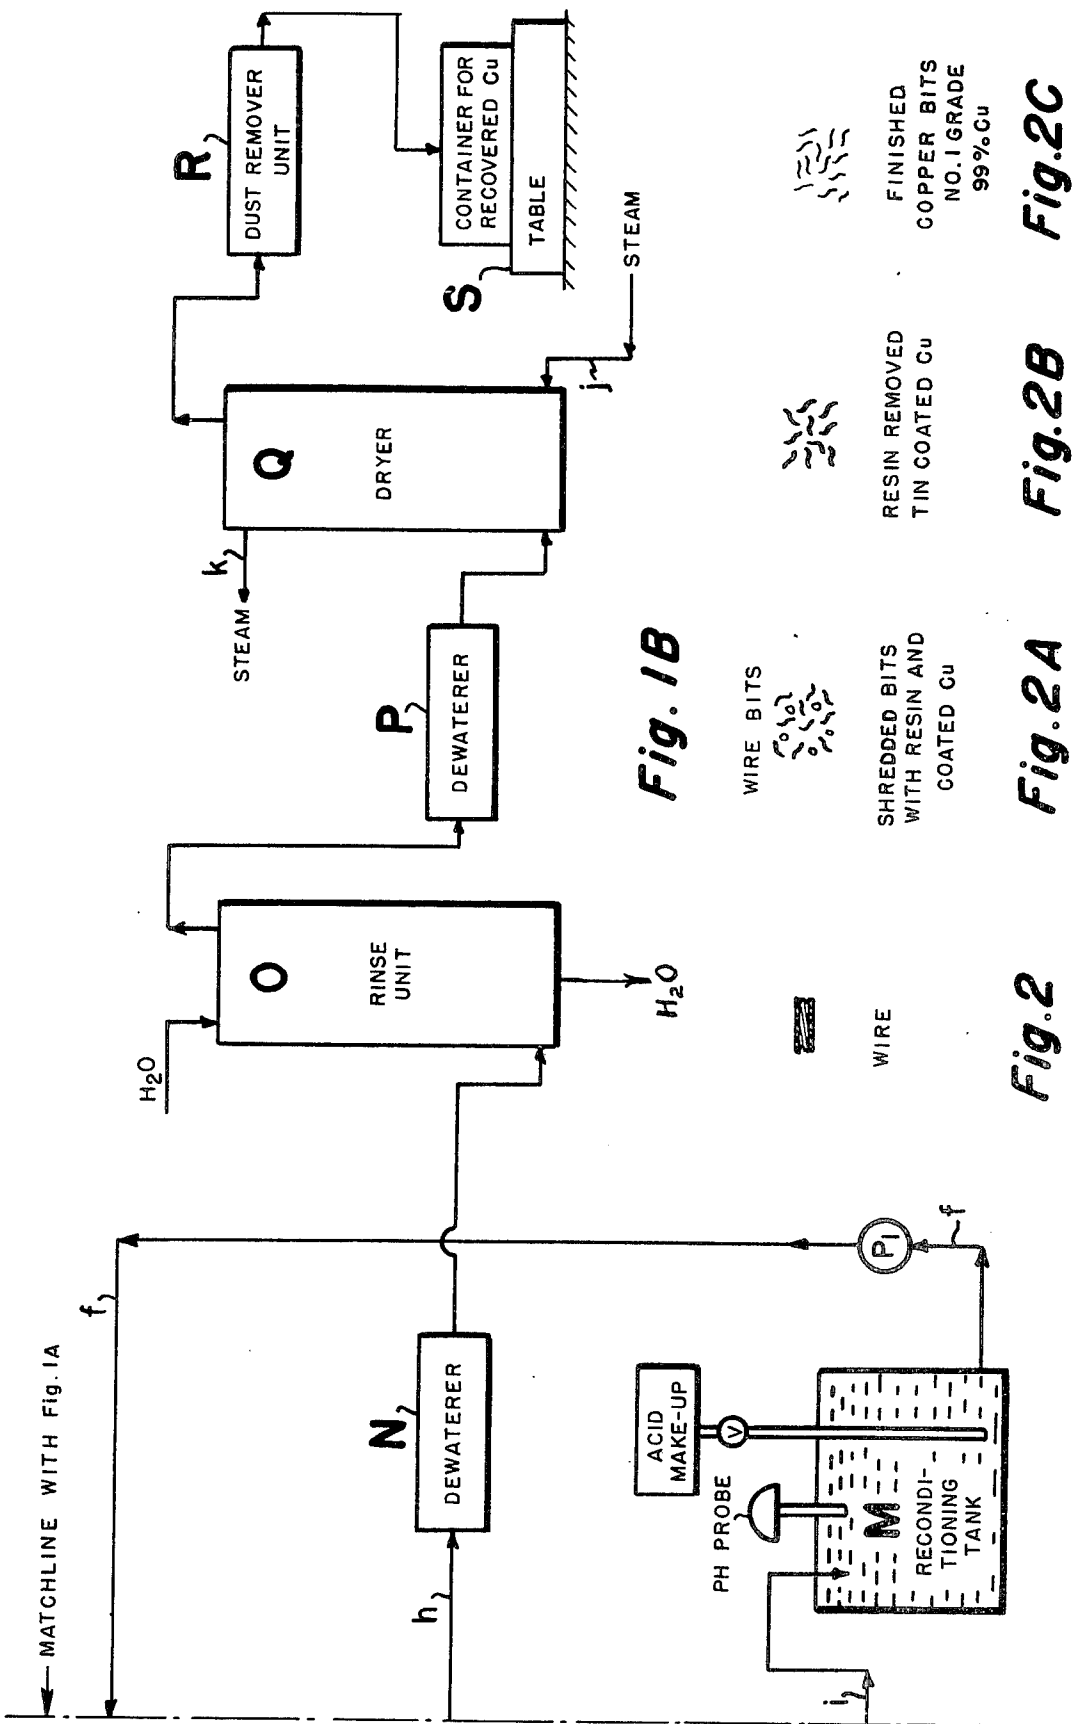 MATCHLINE WITH Fig. 1A
f
h
N
DEWATERER
H2O
O
RINSE
UNIT
H2O
P
DEWATERER
STEAM
k
Q
DRYER
j
STEAM
R
DUST REMOVER
UNIT
CONTAINER FOR
RECOVERED Cu
S
TABLE
i
PH PROBE
ACID
MAKE-UP
V
M
RECONDI-
TIONING
TANK
P1
f
Fig. 1B
WIRE
Fig. 2
WIRE BITS
SHREDDED BITS
WITH RESIN AND
COATED Cu
Fig. 2A
RESIN REMOVED
TIN COATED Cu
Fig. 2B
FINISHED
COPPER BITS
NO. 1 GRADE
99% Cu
Fig. 2C